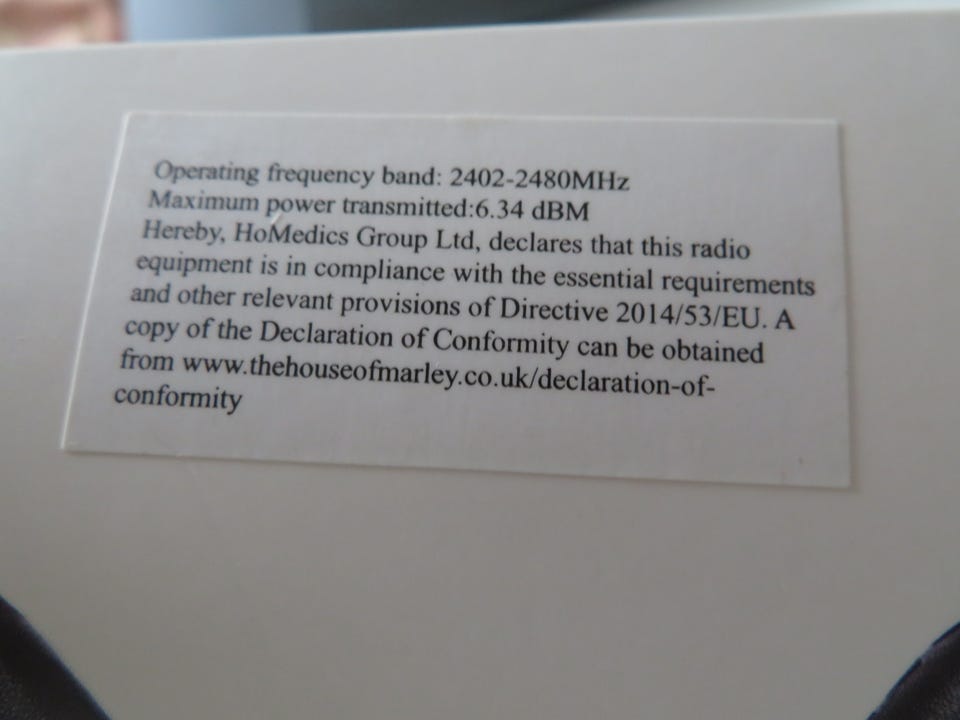 Operating frequency band: 2402-2480MHz
Maximum power transmitted:6.34 dBM
Hereby, HoMedics Group Ltd, declares that this radio
equipment is in compliance with the essential requirements
and other relevant provisions of Directive 2014/53/EU. A
copy of the Declaration of Conformity can be obtained
from www.thehouseofmarley.co.uk/declaration-of-
conformity